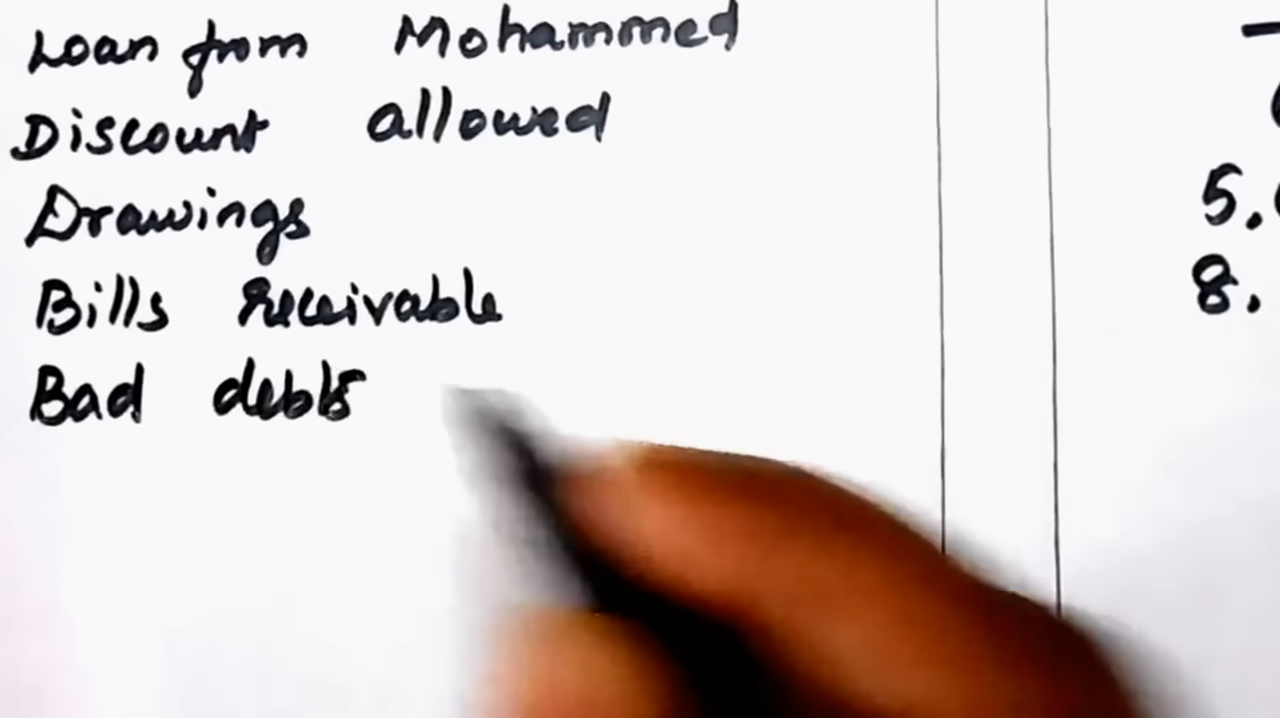 Loan from Mohammed
Discount allowed
Drawings
Bills receivable
Bad debts
5.
8.